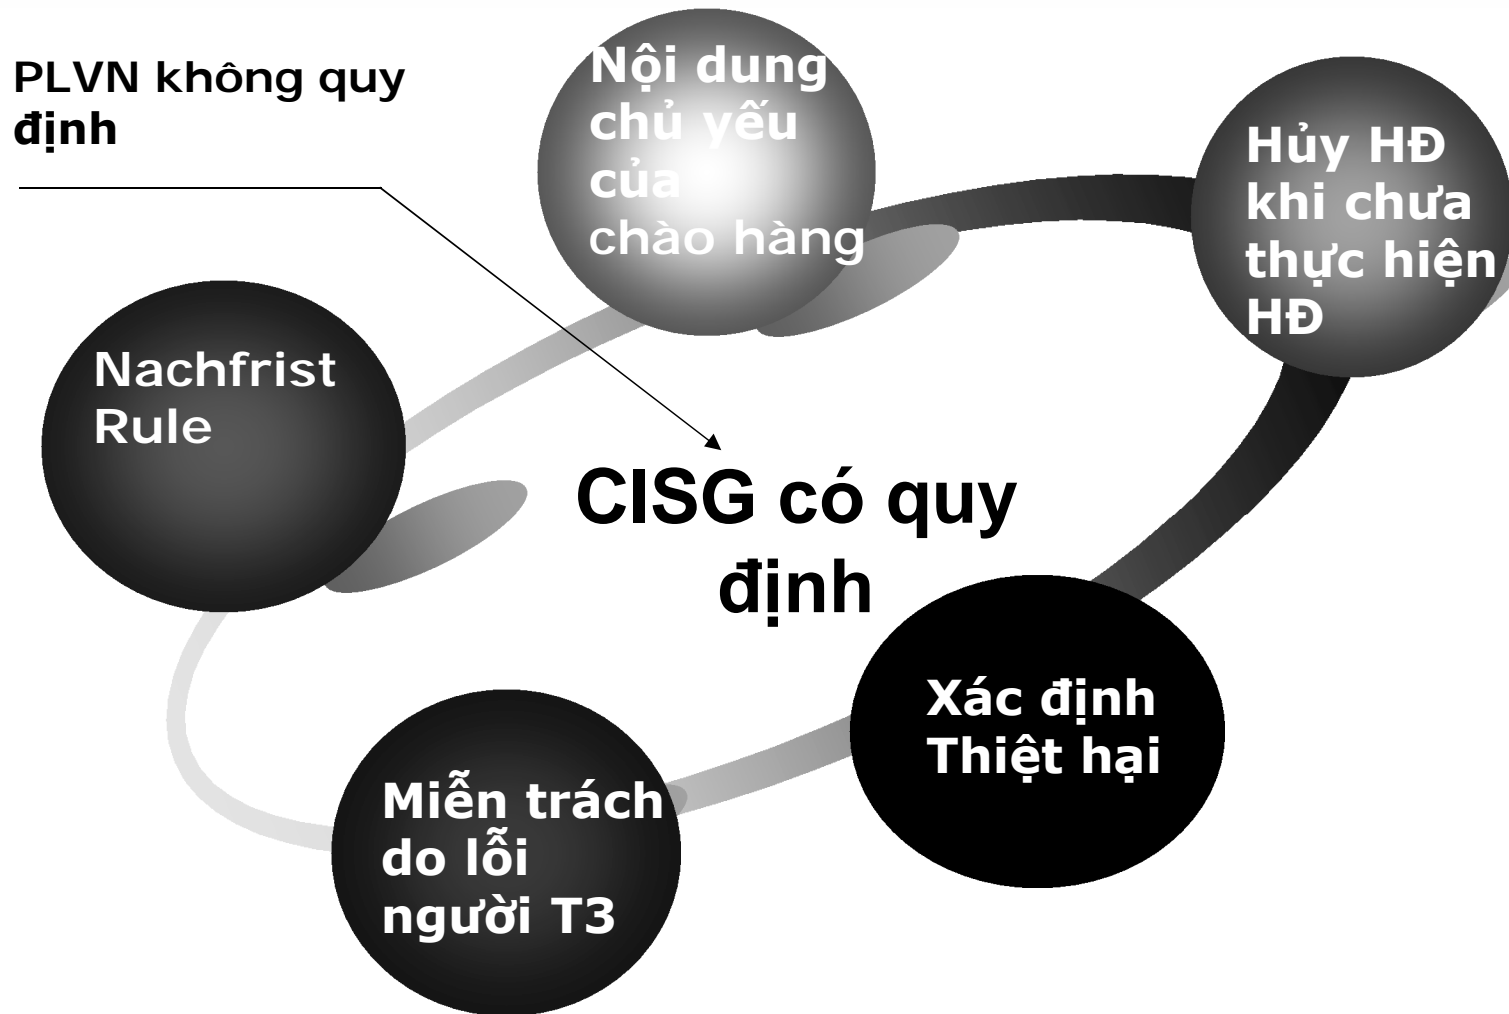 PLVN không quy
định
Nội dung
chủ yếu
của
chào hàng
Hủy HĐ
khi chưa
thực hiện
HĐ
Nachfrist
Rule
CISG có quy
định
Xác định
Thiệt hại
Miễn trách
do lỗi
người T3